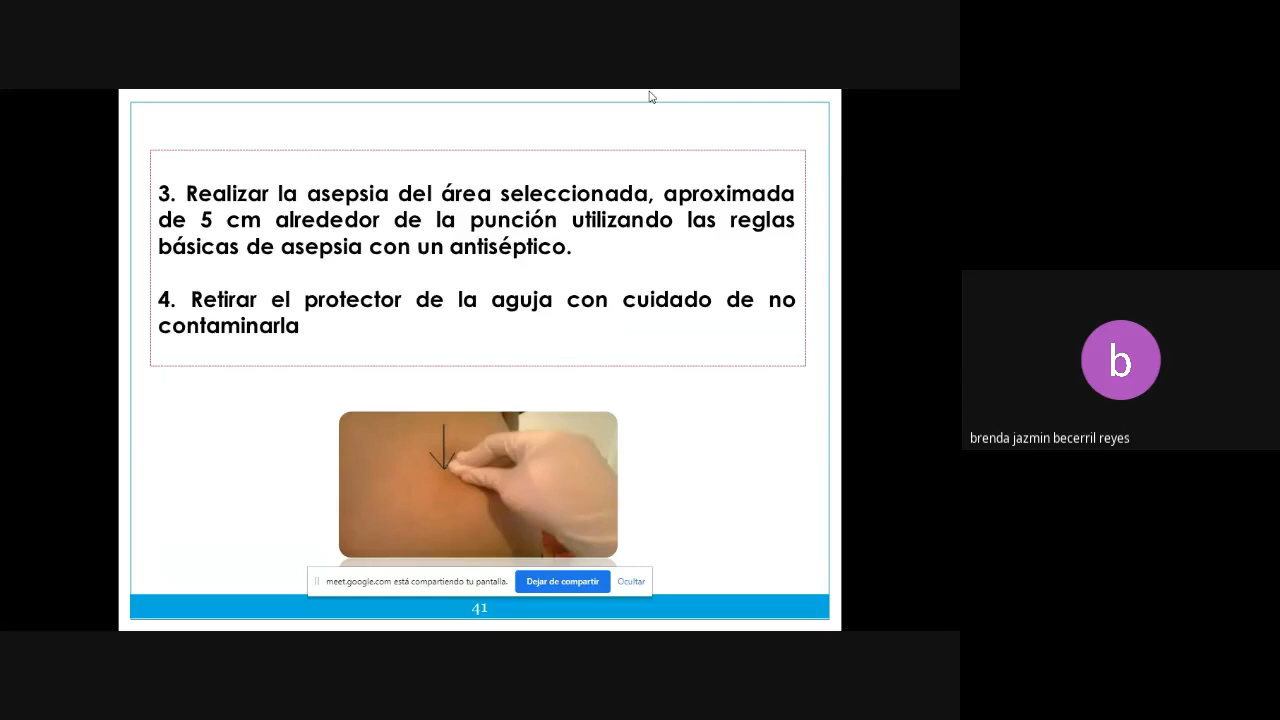 3. Realizar la asepsia del área seleccionada, aproximada
de 5 cm alrededor de la punción utilizando las reglas
básicas de asepsia con un antiséptico.
4. Retirar el protector de la aguja con cuidado de no
contaminarla
meet.google.com está compartiendo tu pantalla.
Dejar de compartir
Ocultar
41
b
brenda jazmin becerril reyes